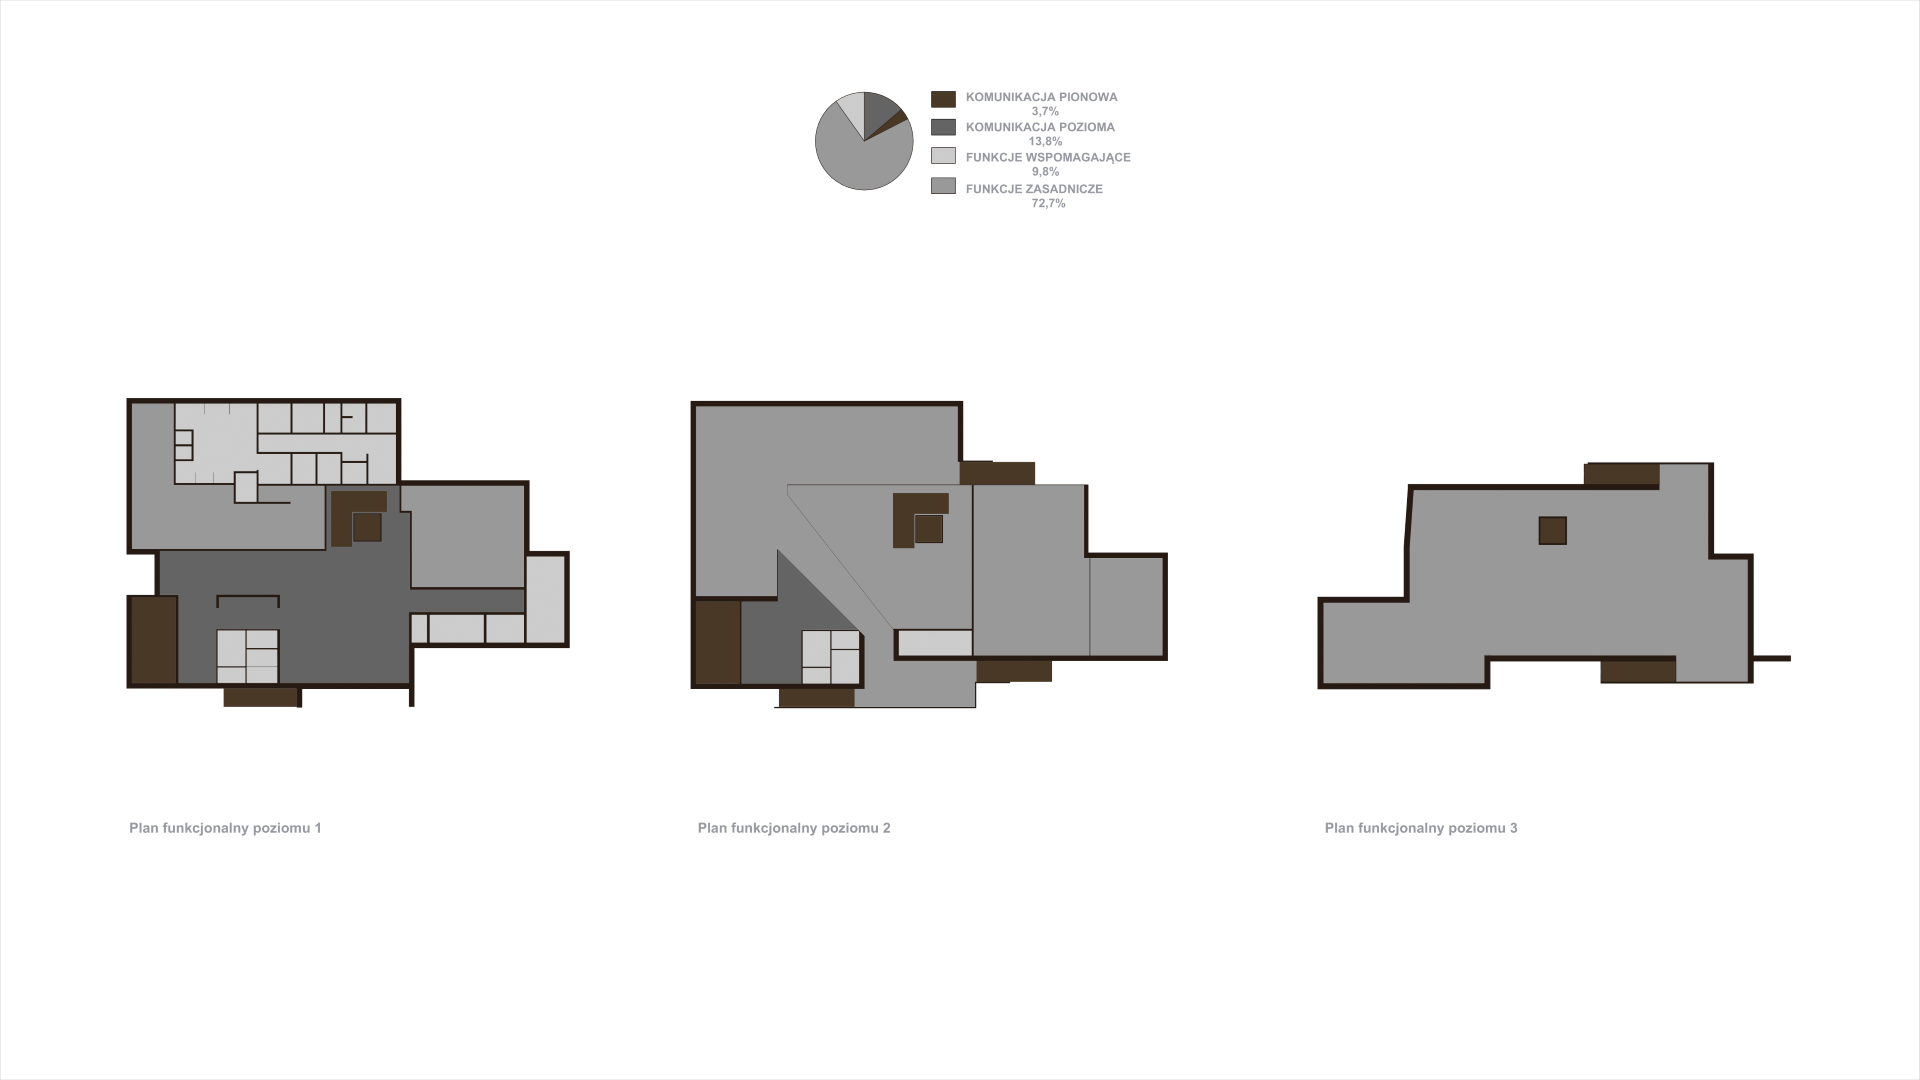 KOMUNIKACJA PIONOWA
3,7%
KOMUNIKACJA POZIOMA
13,8%
FUNKCJE WSPOMAGAJĄCE
9,8%
FUNKCJE ZASADNICZE
72,7%
Plan funkcjonalny poziomu 1
Plan funkcjonalny poziomu 2
Plan funkcjonalny poziomu 3